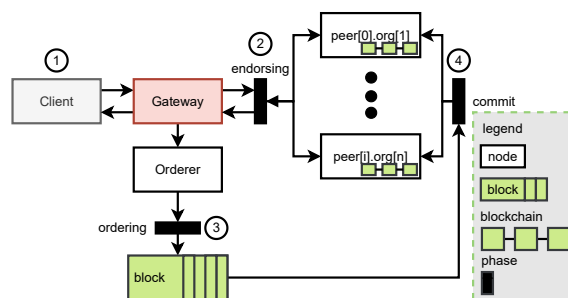 1
2
endorsing
peer[0].org[1]
4
Client
Gateway
commit
legend
peer[i].org[n]
node
Orderer
block
ordering
3
blockchain
block
phase